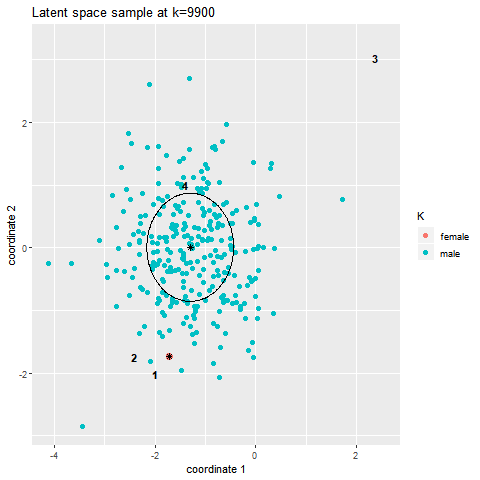 Latent space sample at k=9900
3
2
4
0
2
1
-2
-4
-2
0
2
coordinate 1
coordinate 2
K
female
male